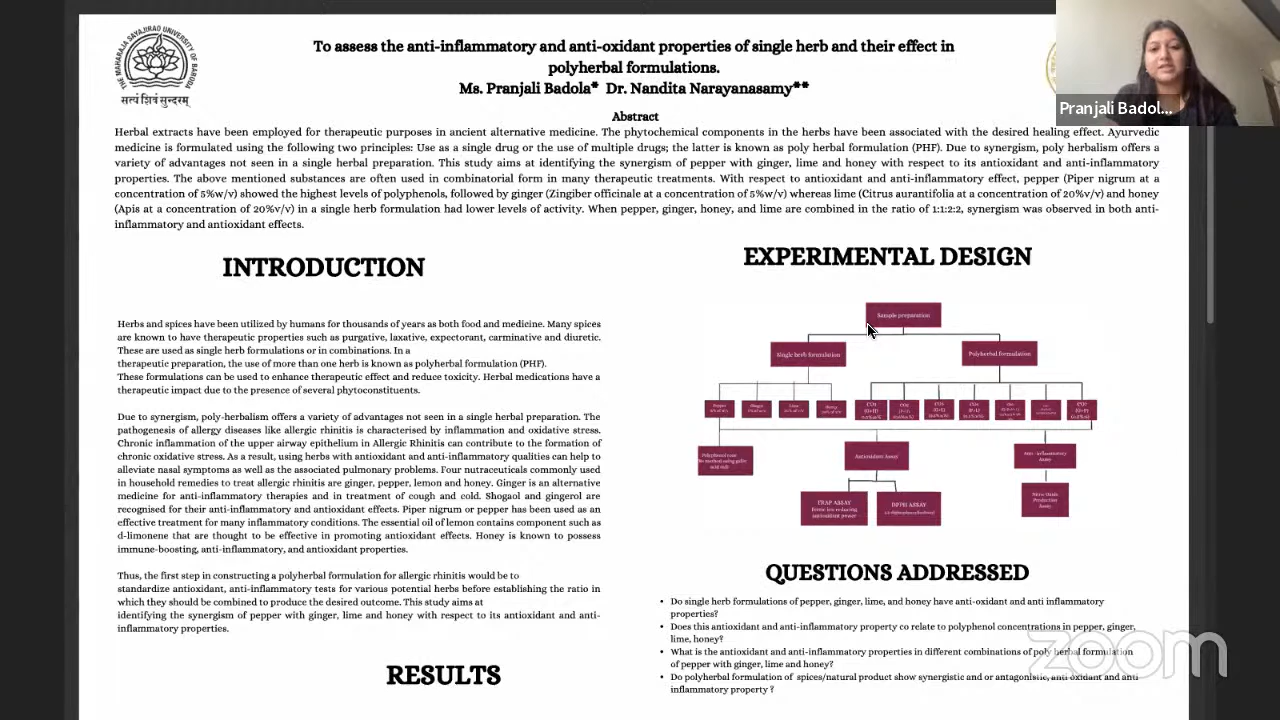 THE MAHARAJA SAYAJIRAO UNIVERSITY OF BARODA
सत्यं शिवं सुन्दरम्
To assess the anti-inflammatory and anti-oxidant properties of single herb and their effect in
polyherbal formulations.
Ms. Pranjali Badola* Dr. Nandita Narayanasamy**
Pranjali Badol...
Abstract
Herbal extracts have been employed for therapeutic purposes in ancient alternative medicine. The phytochemical components in the herbs have been associated with the desired healing effect. Ayurvedic
medicine is formulated using the following two principles: Use as a single drug or the use of multiple drugs; the latter is known as poly herbal formulation (PHF). Due to synergism, poly herbalism offers a
variety of advantages not seen in a single herbal preparation. This study aims at identifying the synergism of pepper with ginger, lime and honey with respect to its antioxidant and anti-inflammatory
properties. The above mentioned substances are often used in combinatorial form in many therapeutic treatments. With respect to antioxidant and anti-inflammatory effect, pepper (Piper nigrum at a
concentration of 5%w/v) showed the highest levels of polyphenols, followed by ginger (Zingiber officinale at a concentration of 5%w/v) whereas lime (Citrus aurantifolia at a concentration of 20%v/v) and honey
(Apis at a concentration of 20%v/v) in a single herb formulation had lower levels of activity. When pepper, ginger, honey, and lime are combined in the ratio of 1:1:2:2, synergism was observed in both anti-
inflammatory and antioxidant effects.
INTRODUCTION
Herbs and spices have been utilized by humans for thousands of years as both food and medicine. Many spices
are known to have therapeutic properties such as purgative, laxative, expectorant, carminative and diuretic.
These are used as single herb formulations or in combinations. In a
therapeutic preparation, the use of more than one herb is known as polyherbal formulation (PHF).
These formulations can be used to enhance therapeutic effect and reduce toxicity. Herbal medications have a
therapeutic impact due to the presence of several phytoconstituents.
Due to synergism, poly-herbalism offers a variety of advantages not seen in a single herbal preparation. The
pathogenesis of allergy diseases like allergic rhinitis is characterised by inflammation and oxidative stress.
Chronic inflammation of the upper airway epithelium in Allergic Rhinitis can contribute to the formation of
chronic oxidative stress. As a result, using herbs with antioxidant and anti-inflammatory qualities can help to
alleviate nasal symptoms as well as the associated pulmonary problems. Four nutraceuticals commonly used
in household remedies to treat allergic rhinitis are ginger, pepper, lemon and honey. Ginger is an alternative
medicine for anti-inflammatory therapies and in treatment of cough and cold. Shogaol and gingerol are
recognised for their anti-inflammatory and antioxidant effects. Piper nigrum or pepper has been used as an
effective treatment for many inflammatory conditions. The essential oil of lemon contains component such as
d-limonene that are thought to be effective in promoting antioxidant effects. Honey is known to possess
immune-boosting, anti-inflammatory, and antioxidant properties.
Thus, the first step in constructing a polyherbal formulation for allergic rhinitis would be to
standardize antioxidant, anti-inflammatory tests for various potential herbs before establishing the ratio in
which they should be combined to produce the desired outcome. This study aims at
identifying the synergism of pepper with ginger, lime and honey with respect to its antioxidant and anti-
inflammatory properties.
RESULTS
EXPERIMENTAL DESIGN
Sample preparation
Single herb formulation
Polyherbal formulation
Antioxidant Assay
Assay
FRAP ASSAY
antioxidant power
DPPH ASSAY
Nitric Oxide
Production
Assay
QUESTIONS ADDRESSED
• Do single herb formulations of pepper, ginger, lime, and honey have anti-oxidant and anti inflammatory
properties?
• Does this antioxidant and anti-inflammatory property co relate to polyphenol concentrations in pepper, ginger,
lime, honey?
• What is the antioxidant and anti-inflammatory properties in different combinations of poly herbal formulation
of pepper with ginger, lime and honey?
• Do polyherbal formulation of spices/natural product show synergistic and or antagonistic, anti oxidant and anti
inflammatory property ?
zoom